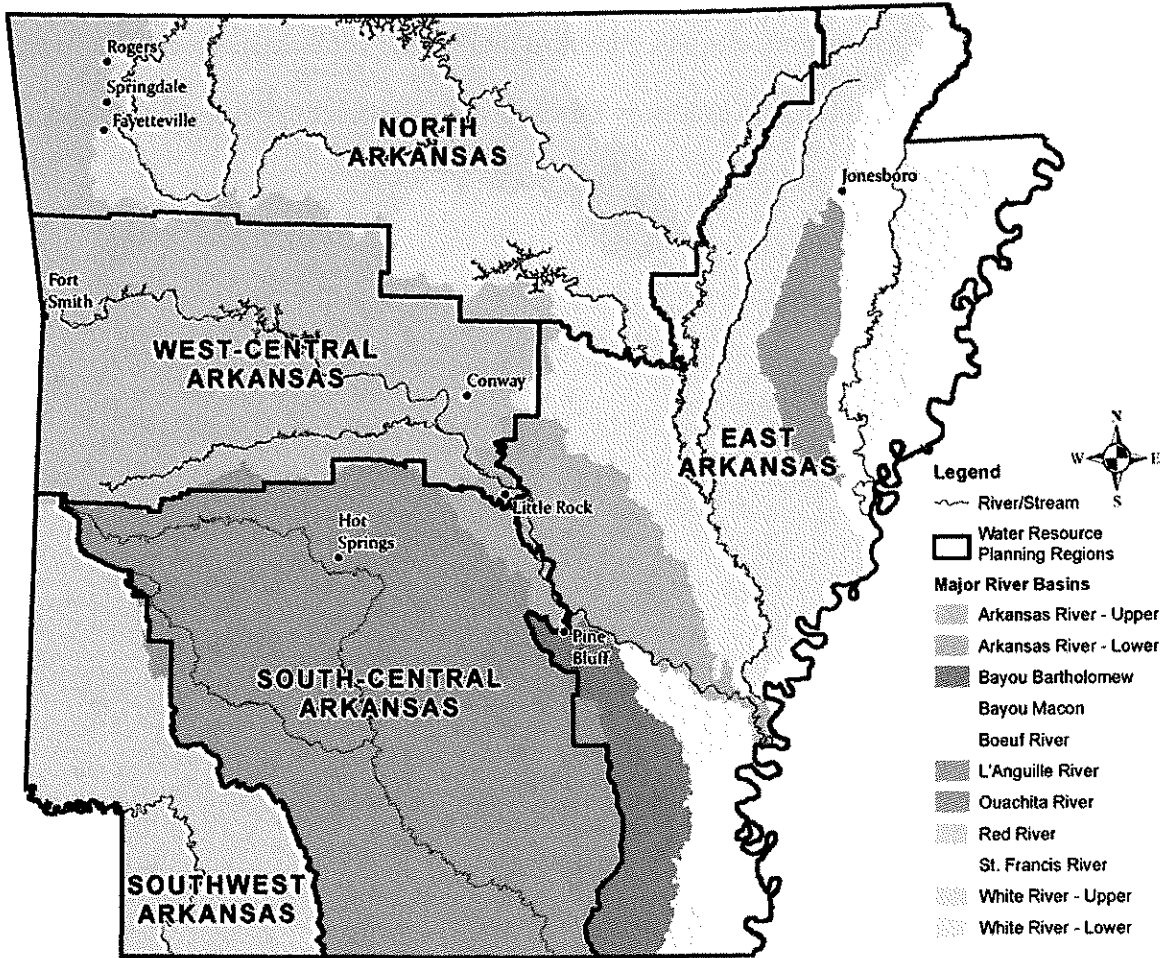 Rogers
Springdale
Fayetteville
NORTH
ARKANSAS
Jonesboro
Fort
Smith
WEST-CENTRAL
ARKANSAS
Conway
EAST
ARKANSAS
Little Rock
Hot
Springs
Pine
Bluff
SOUTH-CENTRAL
ARKANSAS
SOUTHWEST
ARKANSAS
N
W
E
S
Legend
River/Stream
Water Resource
Planning Regions
Major River Basins
Arkansas River - Upper
Arkansas River - Lower
Bayou Bartholomew
Bayou Macon
Boeuf River
L'Anguille River
Ouachita River
Red River
St. Francis River
White River - Upper
White River - Lower